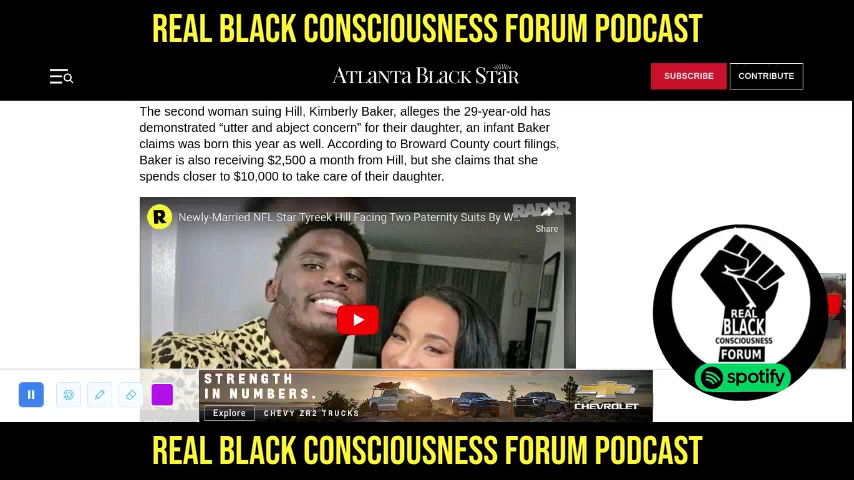 REAL BLACK CONSCIOUSNESS FORUM PODCAST
ATLANTA BLACK STAR
SUBSCRIBE
CONTRIBUTE
The second woman suing Hill, Kimberly Baker, alleges the 29-year-old has
demonstrated “utter and abject concern” for their daughter, an infant Baker
claims was born this year as well. According to Broward County court filings,
Baker is also receiving $2,500 a month from Hill, but she claims that she
spends closer to $10,000 to take care of their daughter.
R
Newly-Married NFL Star Tyreek Hill Facing Two Paternity Suits By W...
RADAR
Share
REAL
BLACK
CONSCIOUSNESS
FORUM
Spotify
STRENGTH
IN NUMBERS.
Explore
CHEVY ZR2 TRUCKS
CHEVROLET
REAL BLACK CONSCIOUSNESS FORUM PODCAST